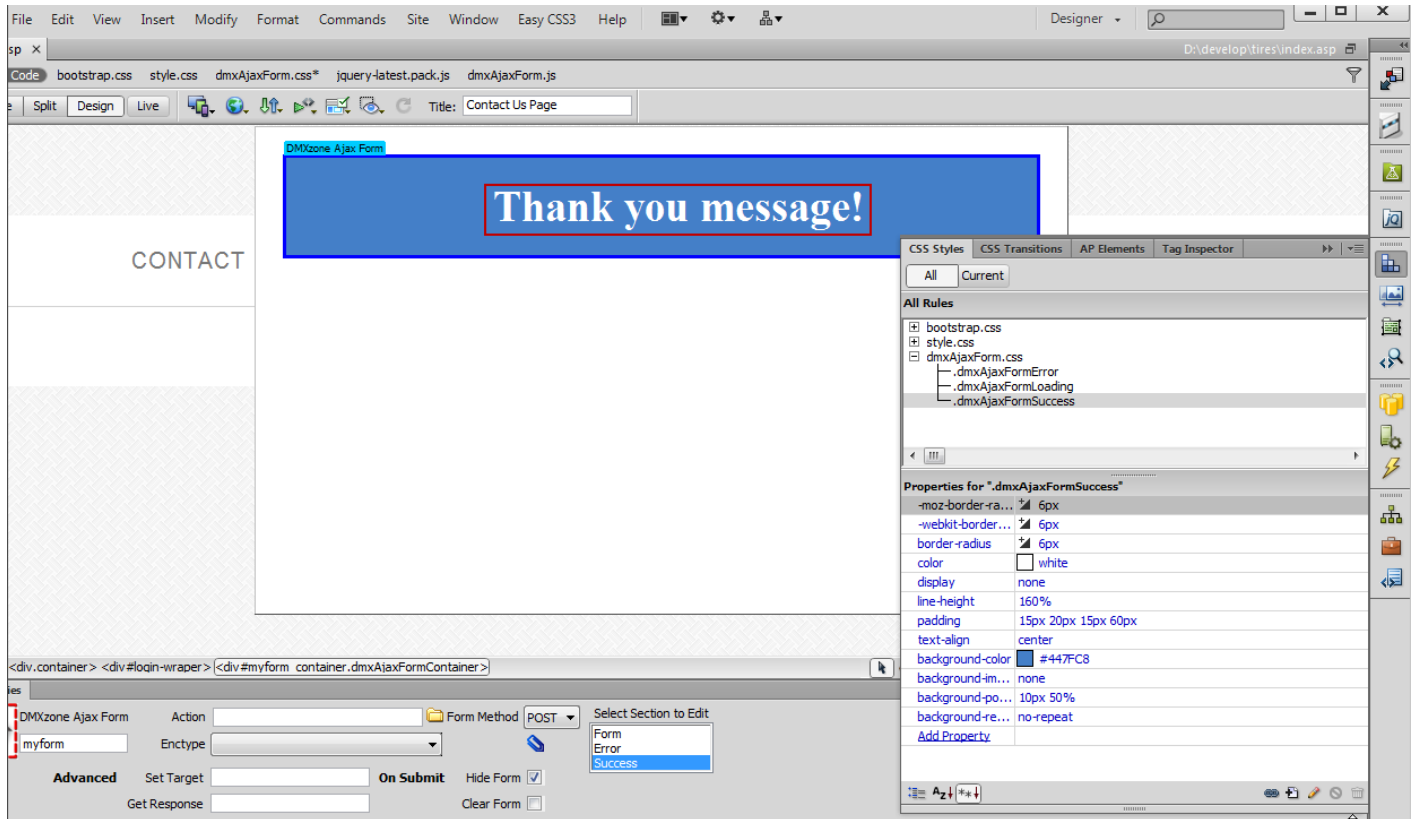 File Edit View Insert Modify Format Commands Site Window Easy CSS3 Help Designer
sp × D:\develop\tires\index.asp
Code bootstrap.css style.css dmxAjaxForm.css* jquery-latest.pack.js dmxAjaxForm.js
e Split Design Live Title: Contact Us Page
DMXzone Ajax Form
Thank you message!
CONTACT
CSS Styles CSS Transitions AP Elements Tag Inspector
All Current
All Rules
bootstrap.css
style.css
dmxAjaxForm.css
.dmxAjaxFormError
.dmxAjaxFormLoading
.dmxAjaxFormSuccess
Properties for ".dmxAjaxFormSuccess"
-moz-border-ra... 6px
-webkit-border... 6px
border-radius 6px
color white
display none
line-height 160%
padding 15px 20px 15px 60px
text-align center
background-color #447FC8
background-im... none
background-po... 10px 50%
background-re... no-repeat
Add Property
<div.container> <div#login-wraper> <div#myform container.dmxAjaxFormContainer>
ies
DMXzone Ajax Form Action Form Method POST Select Section to Edit
myform Enctype
Form
Error
Success
Advanced Set Target On Submit Hide Form
Get Response Clear Form